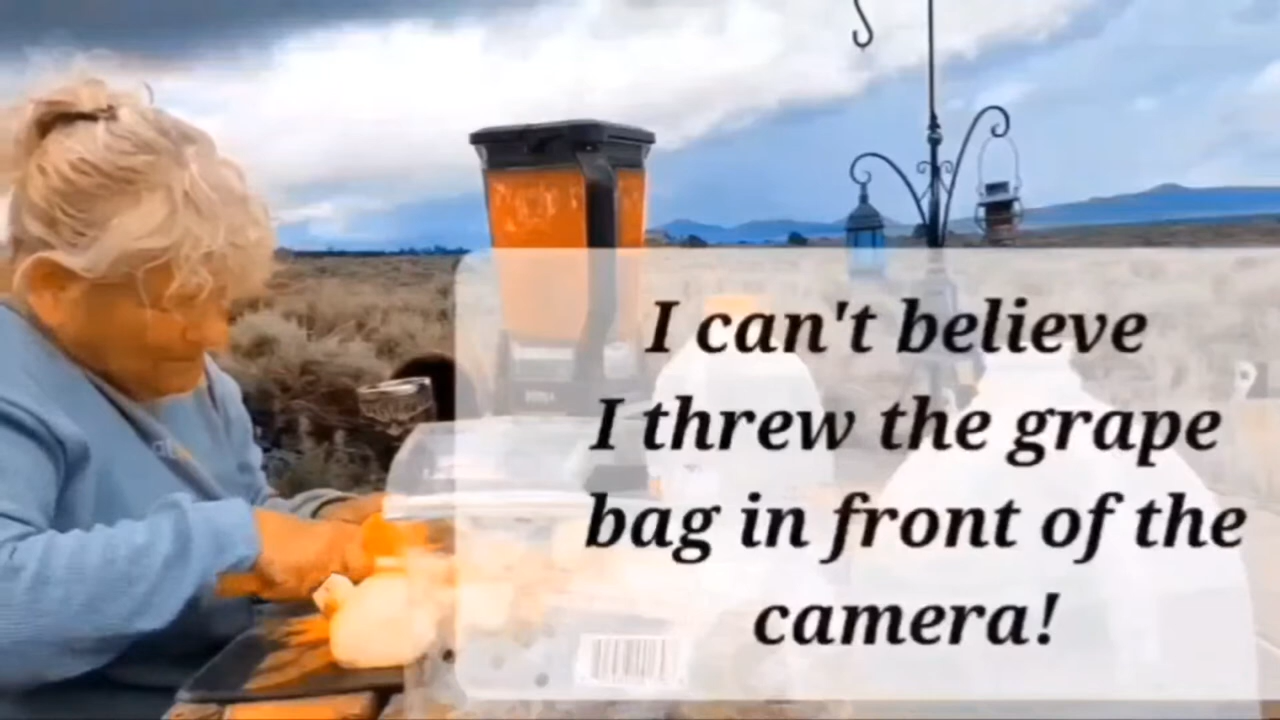 I can't believe
I threw the grape
bag in front of the
camera!